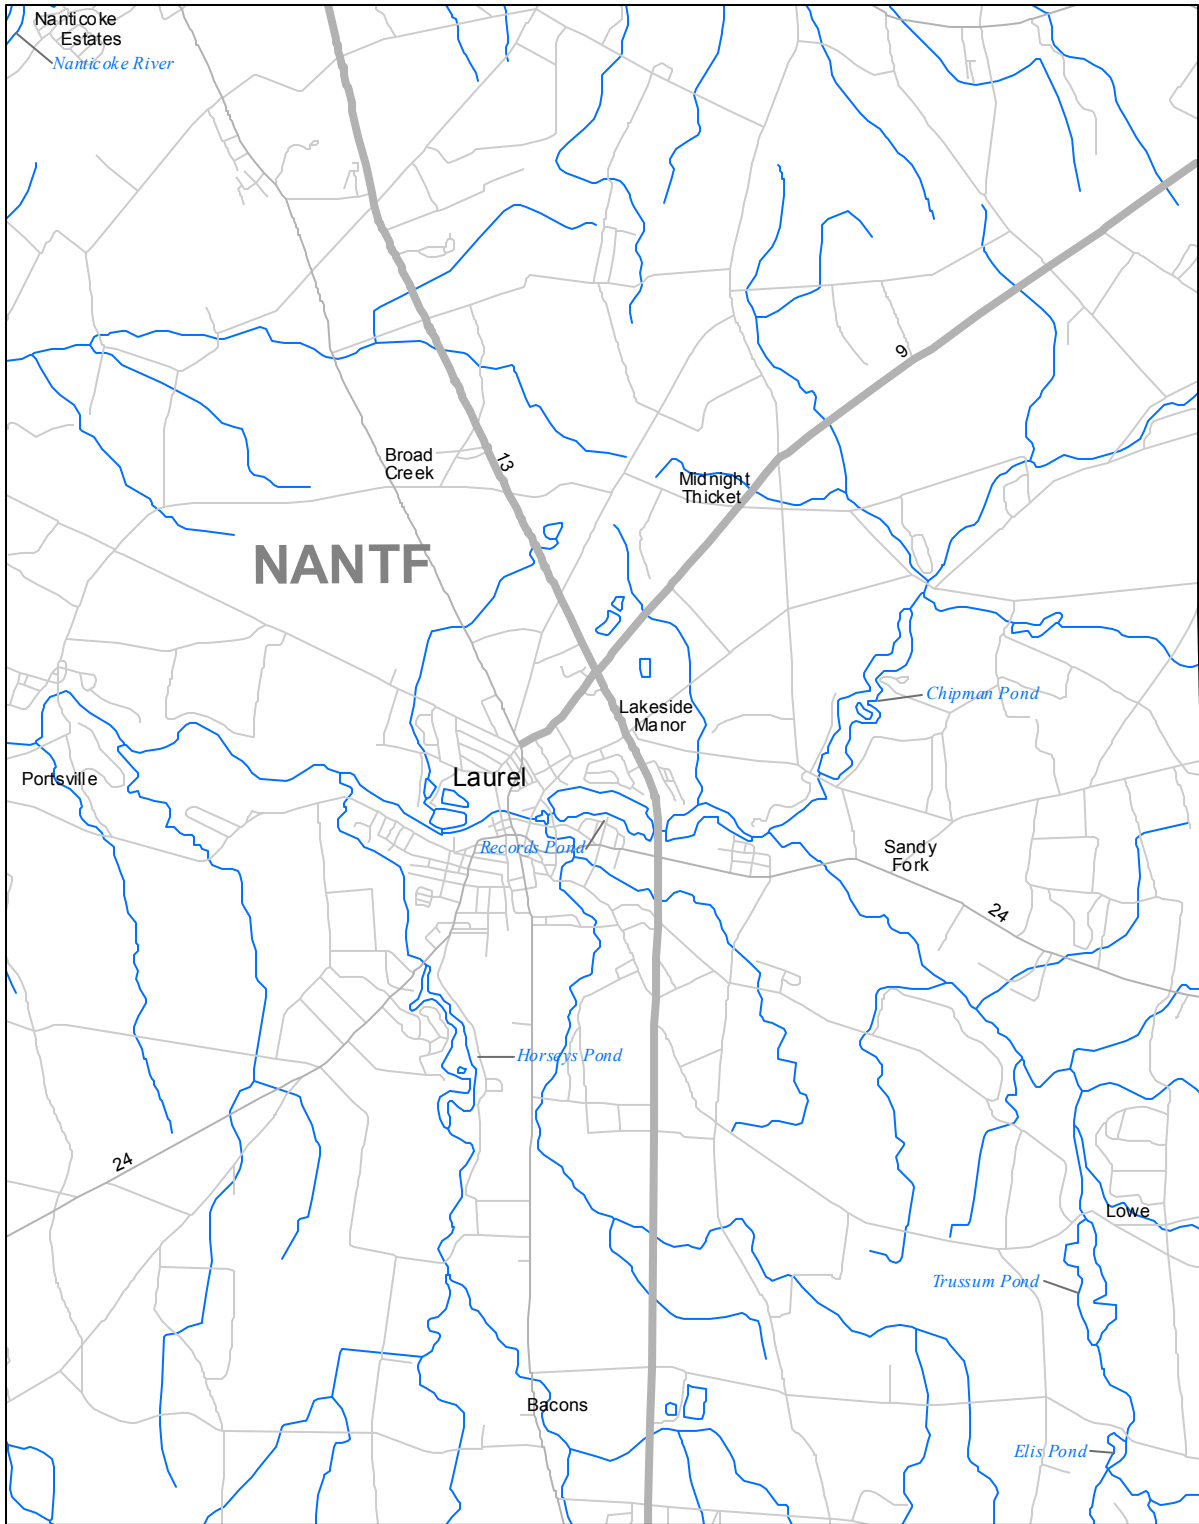 Nanticoke
Estates
Nanticoke River
9
Broad
Creek
13
Midnight
Thicket
NANTF
Chipman Pond
Lakeside
Manor
Portsville
Laurel
Records Pond
Sandy
Fork
24
Horseys Pond
24
Lowe
Trussum Pond
Bacons
Elis Pond